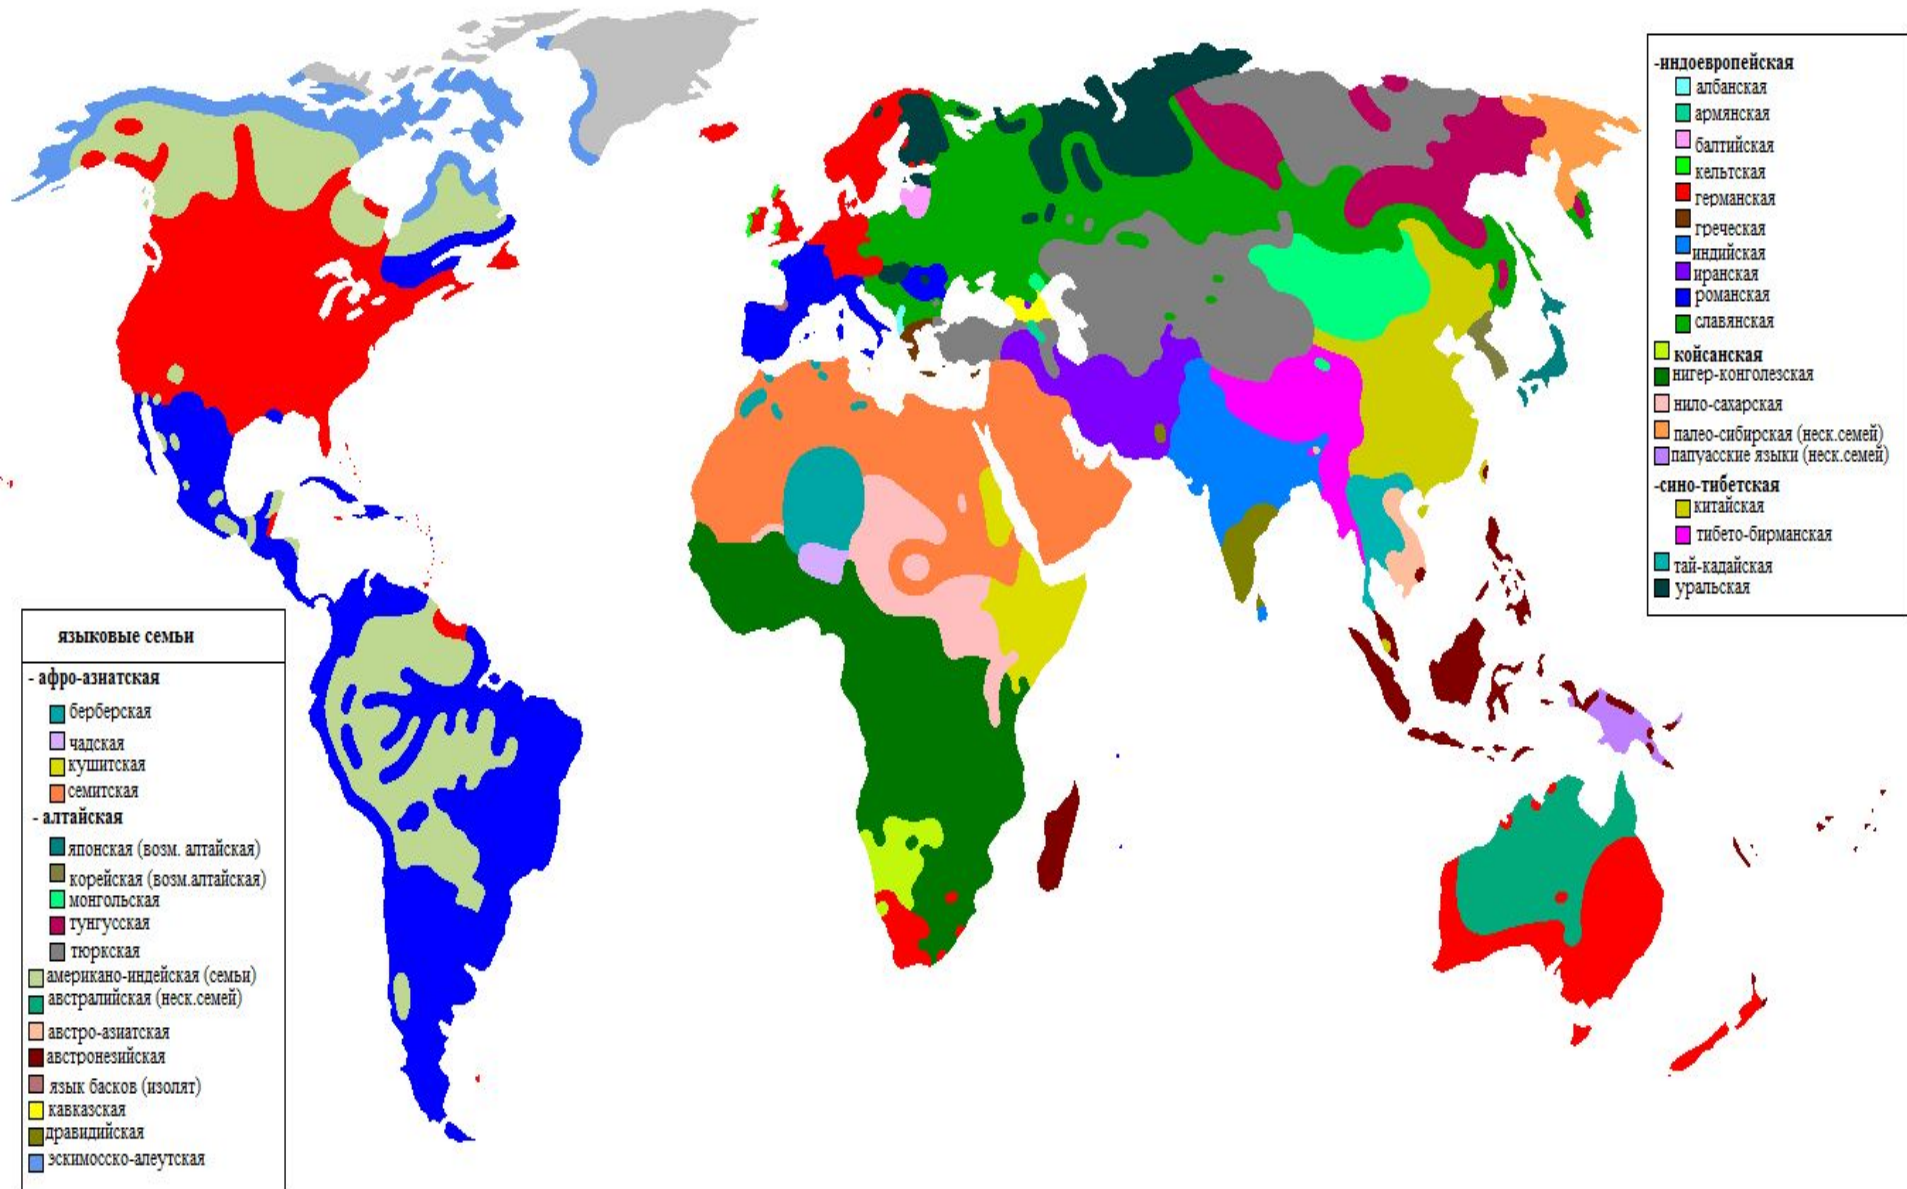 языковые семьи
- афро-азиатская
берберская
чадская
кушитская
семитская
- алтайская
японская (возм. алтайская)
корейская (возм.алтайская)
монгольская
тунгусская
тюркская
американо-индейская (семьи)
австралийская (неск.семей)
австро-азиатская
австронезийская
язык басков (изолят)
кавказская
дравидийская
эскимосско-алеутская
-индоевропейская
албанская
армянская
балтийская
кельтская
германская
греческая
индийская
иранская
романская
славянская
койсанская
нигер-конголезская
нило-сахарская
палео-сибирская (неск.семей)
папуасские языки (неск.семей)
-сино-тибетская
китайская
тибето-бирманская
тай-кадайская
уральская